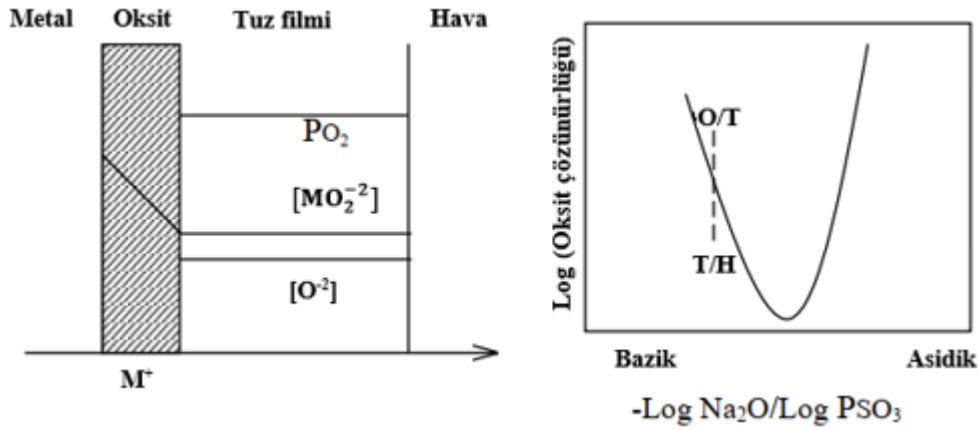 Metal Oksit Tuz filmi Hava
PO₂
[MO₂⁻²]
[O⁻²]
M⁺
Log (Oksit çözünürlüğü)
O/T
T/H
Bazik Asidik
-Log Na₂O/Log PSO₃